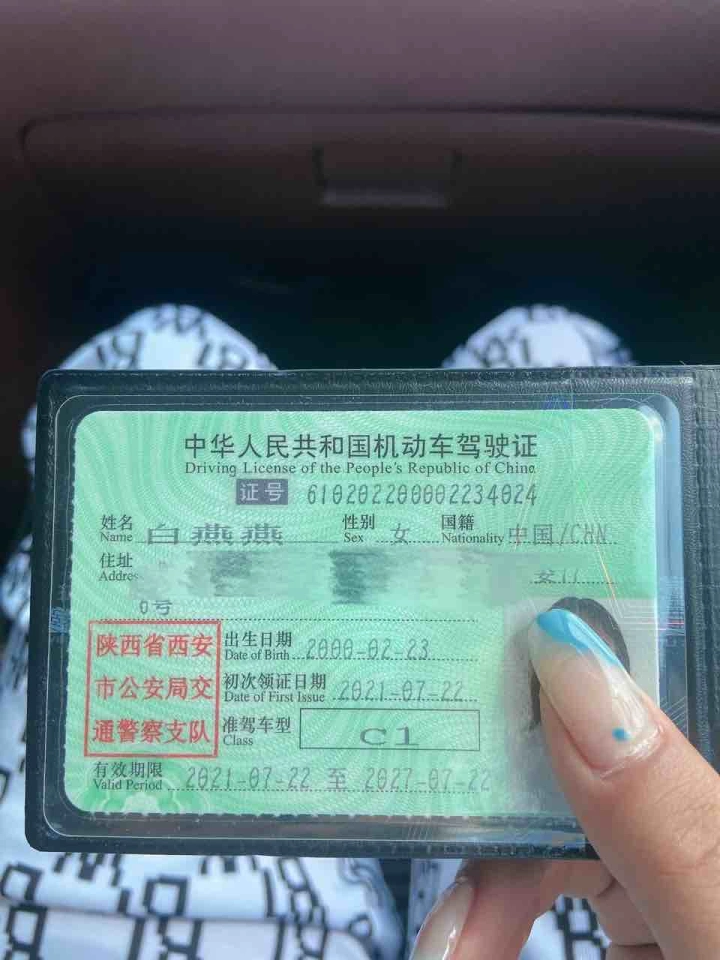 中华人民共和国机动车驾驶证
Driving License of the People's Republic of China
证号 610202200002234024
姓名 白燕燕 性别 女 国籍 中国/CHN
Name Sex Nationality
住址
Address
6号
陕西省西安
市公安局交
通警察支队
出生日期 2000-02-23
Date of Birth
初次领证日期 2021-07-22
Date of First Issue
准驾车型 C1
Class
有效期限 2021-07-22 至 2027-07-22
Valid Period